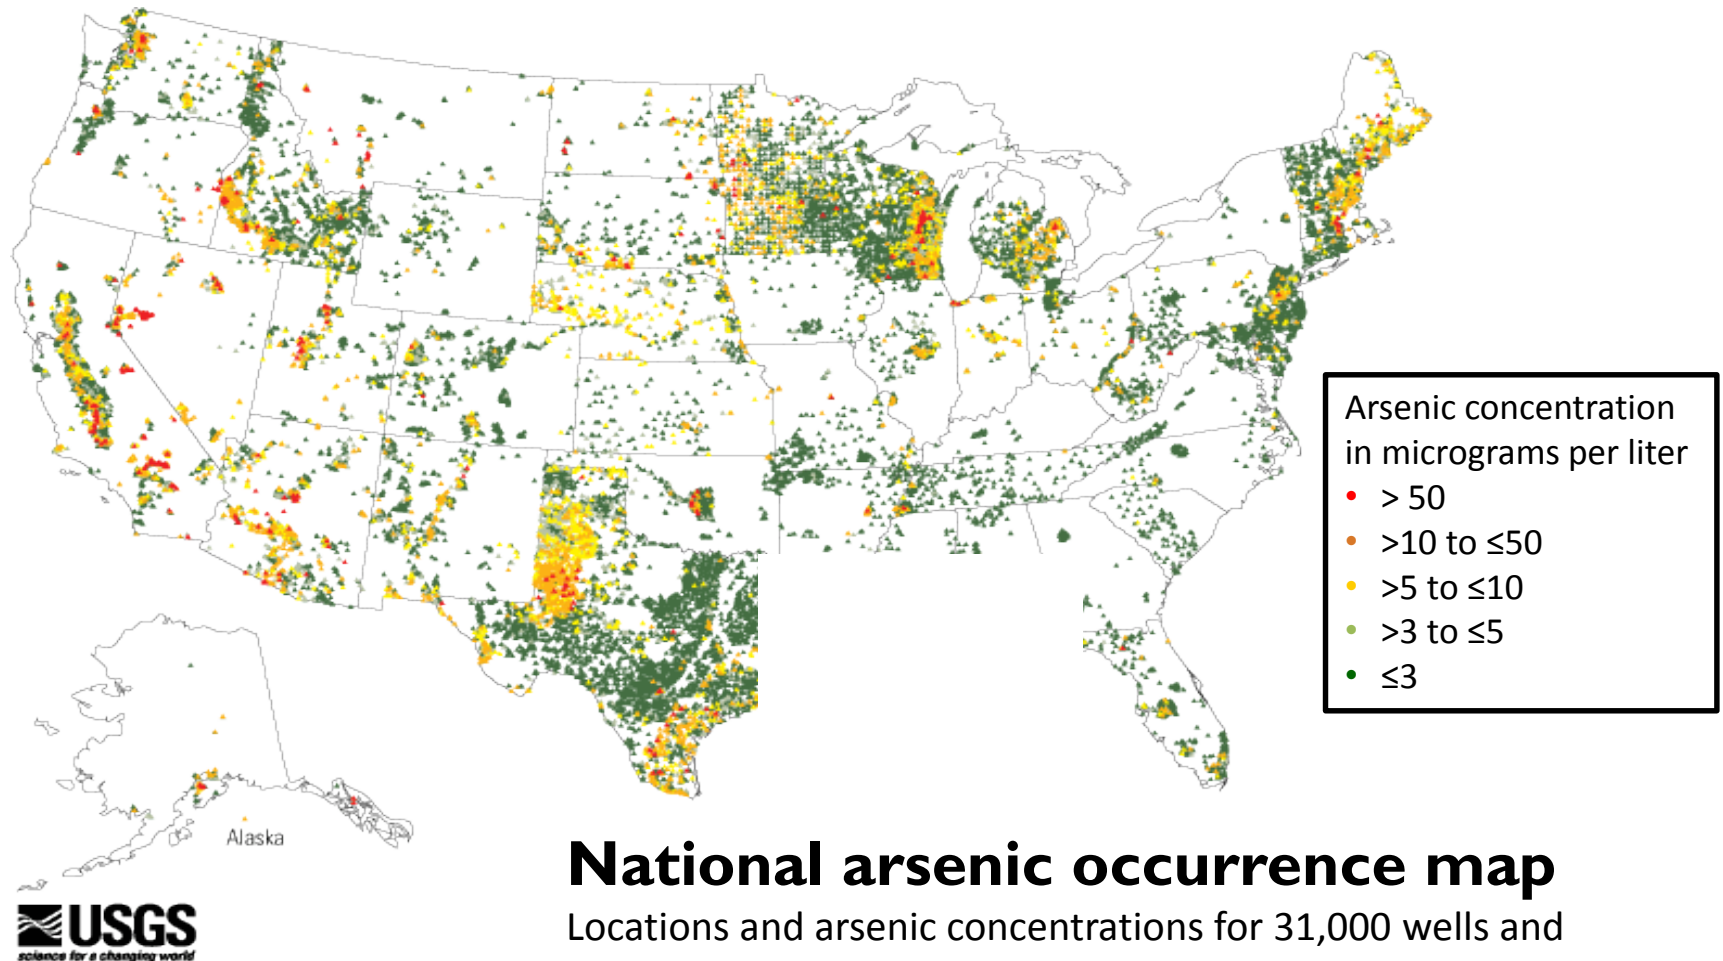 Arsenic concentration
in micrograms per liter
• > 50
• >10 to ≤50
• >5 to ≤10
• >3 to ≤5
• ≤3
Alaska
National arsenic occurrence map
Locations and arsenic concentrations for 31,000 wells and
USGS
science for a changing world